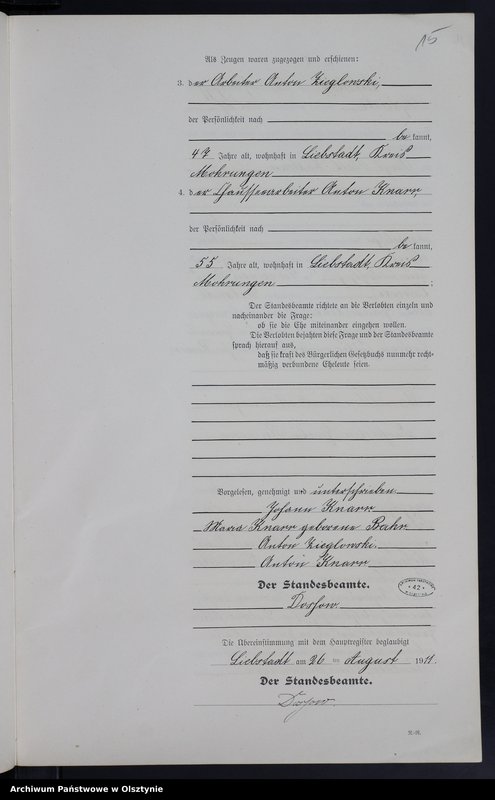 15
Als Zeugen waren zugezogen und erschienen:
3. der Arbeiter Anton Zieglowski,
der Persönlichkeit nach
be kannt,
47 Jahre alt, wohnhaft in Liebstadt, Kreis
Mohrungen
4. der Chausseearbeiter Anton Knarr,
der Persönlichkeit nach
be kannt,
55 Jahre alt, wohnhaft in Liebstadt, Kreis
Mohrungen ;
Der Standesbeamte richtete an die Verlobten einzeln und
nacheinander die Frage:
ob sie die Ehe miteinander eingehen wollen.
Die Verlobten bejahten diese Frage und der Standesbeamte
sprach hierauf aus,
daß sie kraft des Bürgerlichen Gesetzbuchs nunmehr recht-
mäßig verbundene Eheleute seien.
Vorgelesen, genehmigt und unterschrieben.
Johann Knarr
Maria Knarr geborene Bahr
Anton Zieglowski.
Anton Knarr
Der Standesbeamte.
42
Die Übereinstimmung mit dem Hauptregister beglaubigt
Liebstadt am 26 ten August 1911.
Der Standesbeamte.
Archiwum Państwowe w Olsztynie